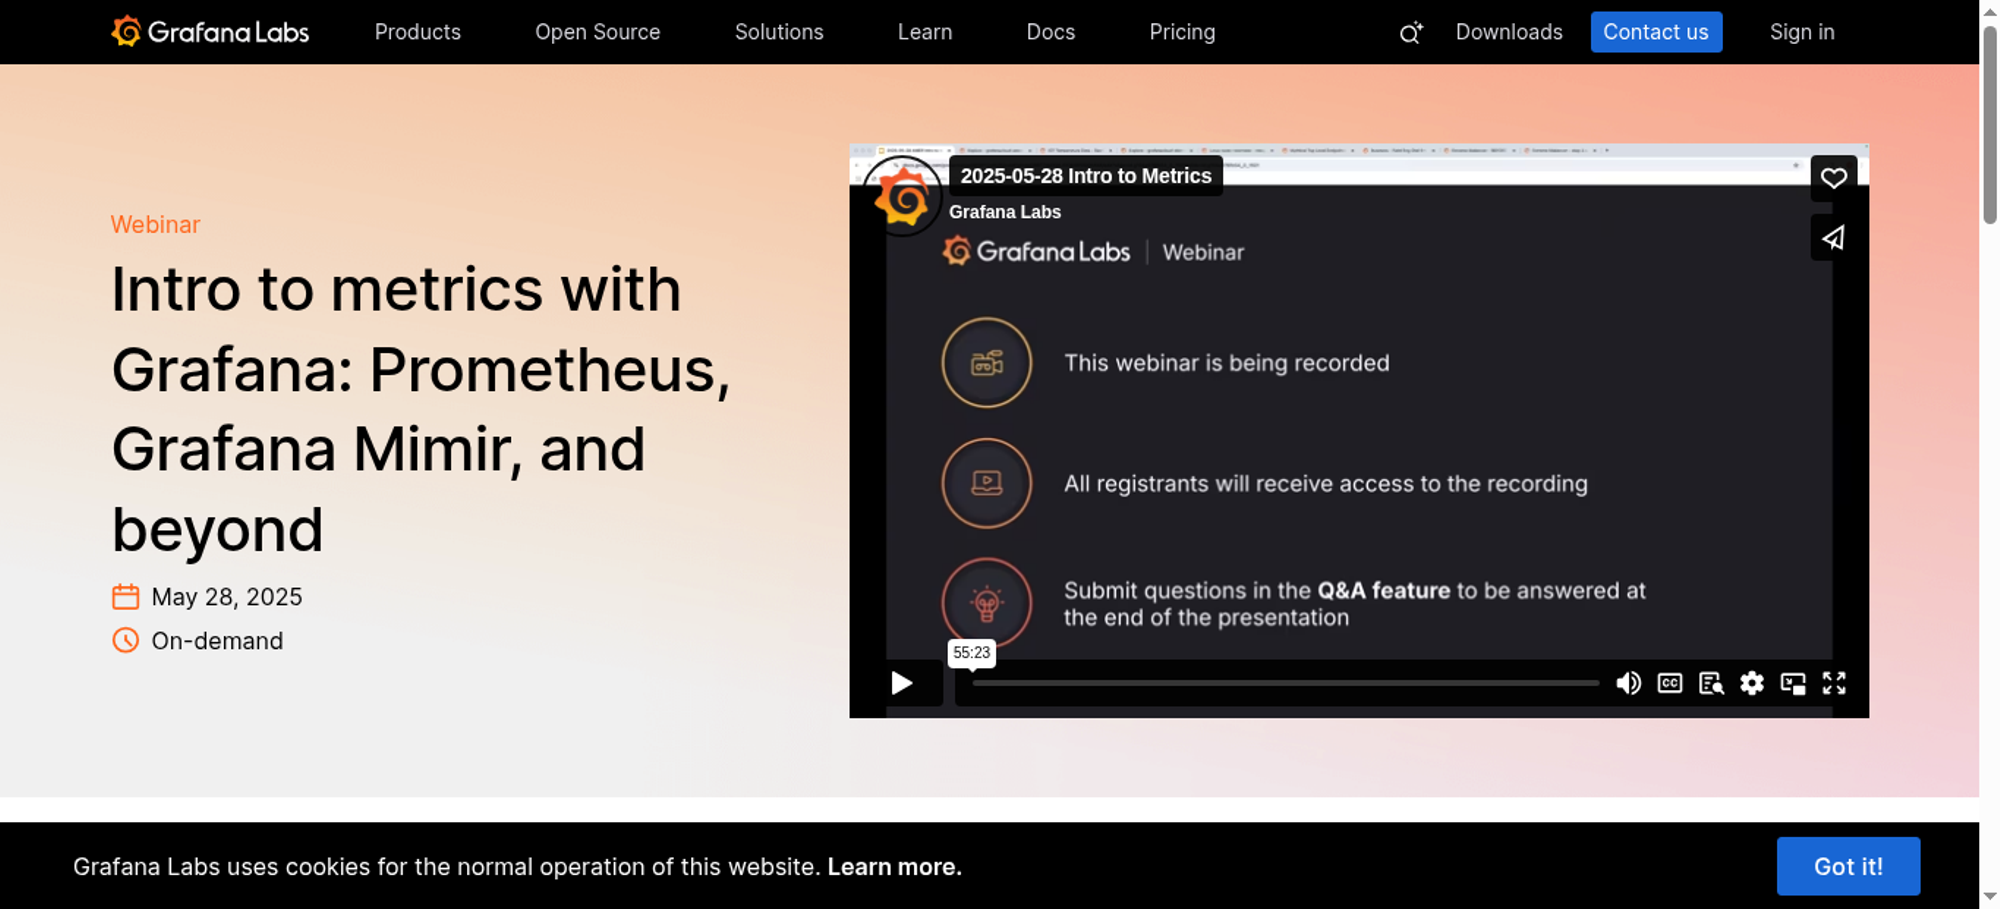 Grafana Labs
Products
Open Source
Solutions
Learn
Docs
Pricing
Downloads
Contact us
Sign in
Webinar
Intro to metrics with
Grafana: Prometheus,
Grafana Mimir, and
beyond
May 28, 2025
On-demand
2025-05-28 Intro to Metrics
Grafana Labs
Grafana Labs | Webinar
This webinar is being recorded
All registrants will receive access to the recording
Submit questions in the Q&A feature to be answered at
the end of the presentation
55:23
CC
Grafana Labs uses cookies for the normal operation of this website. Learn more.
Got it!